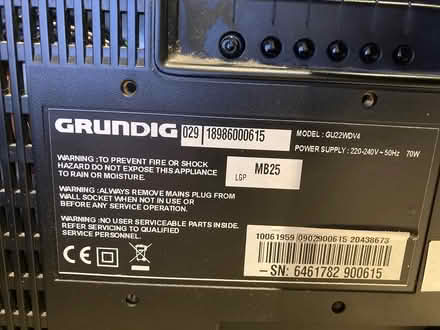 GRUNDIG 029 18986000615
MODEL : GU22WDV4
POWER SUPPLY : 220-240V ~ 50Hz 70W
WARNING : TO PREVENT FIRE OR SHOCK
HAZARD DO NOT EXPOSE THIS APPLIANCE
TO RAIN OR MOISTURE.
LGP MB25
WARNING : ALWAYS REMOVE MAINS PLUG FROM
WALL SOCKET WHEN NOT IN USE OR
BEFORE ANY SERVICE OPERATION.
WARNING : NO USER SERVICEABLE PARTS INSIDE.
REFER SERVICING TO QUALIFIED
SERVICE PERSONNEL.
CE
10061959 0902900615 20438673
- SN: 6461782 900615